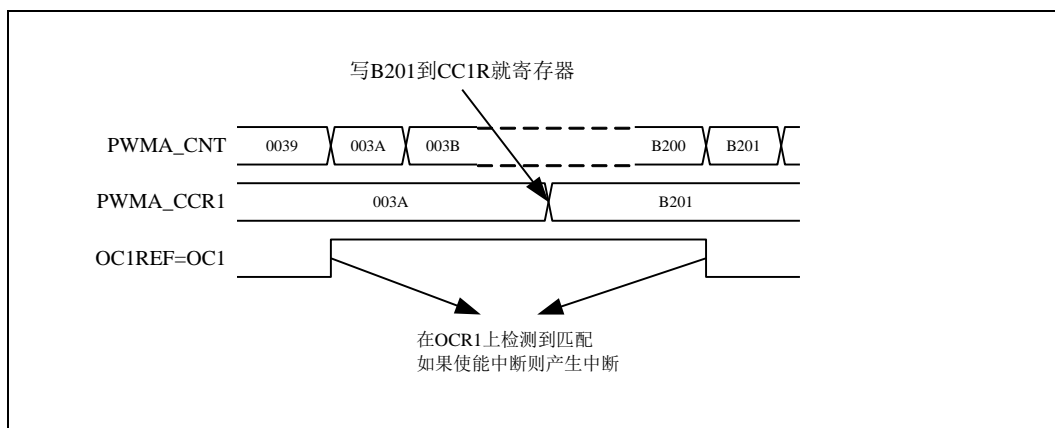 写B201到CC1R就寄存器
PWMA_CNT 0039 003A 003B B200 B201
PWMA_CCR1 003A B201
OC1REF=OC1
在OCR1上检测到匹配
如果使能中断则产生中断